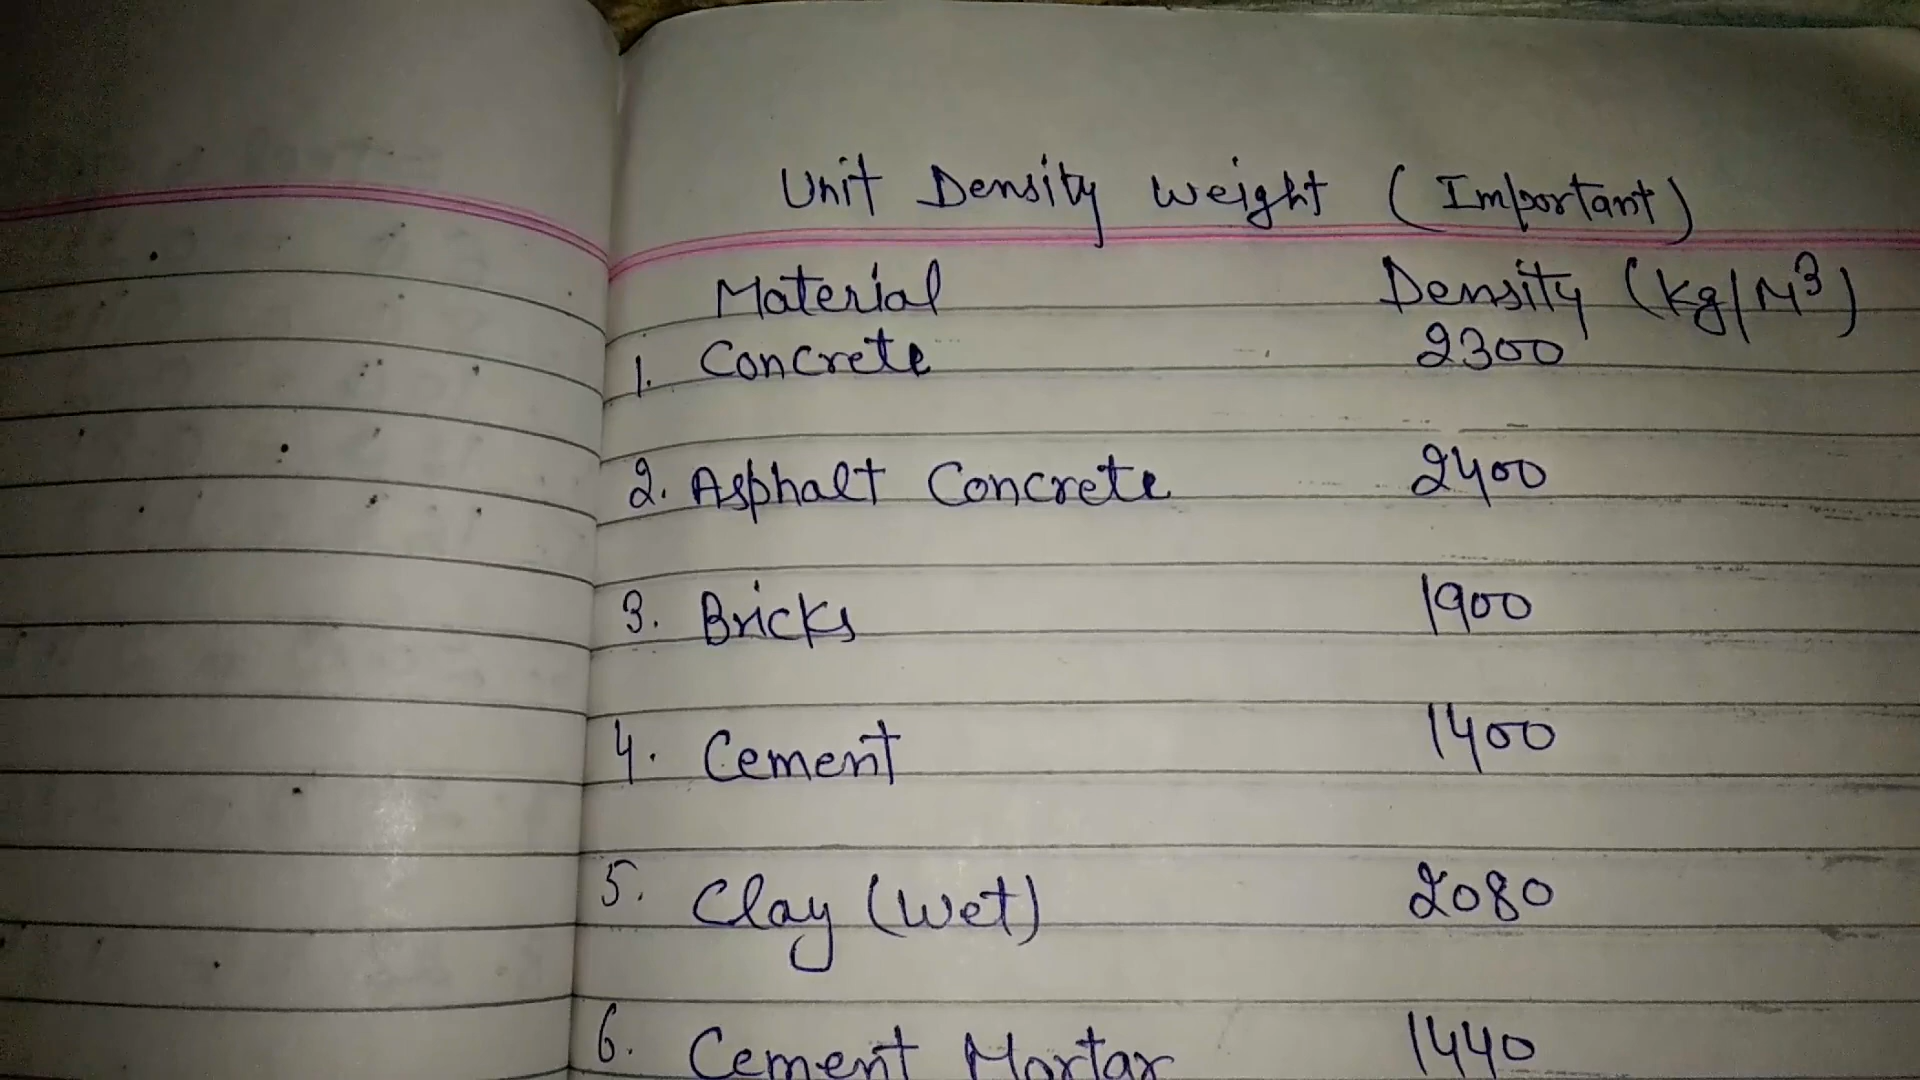 Unit Density Weight (Important)
Material Density (kg/M³)
1. Concrete 2300
2. Asphalt Concrete 2400
3. Bricks 1900
4. Cement 1400
5. Clay (Wet) 2080
6. Cement Mortar 1440